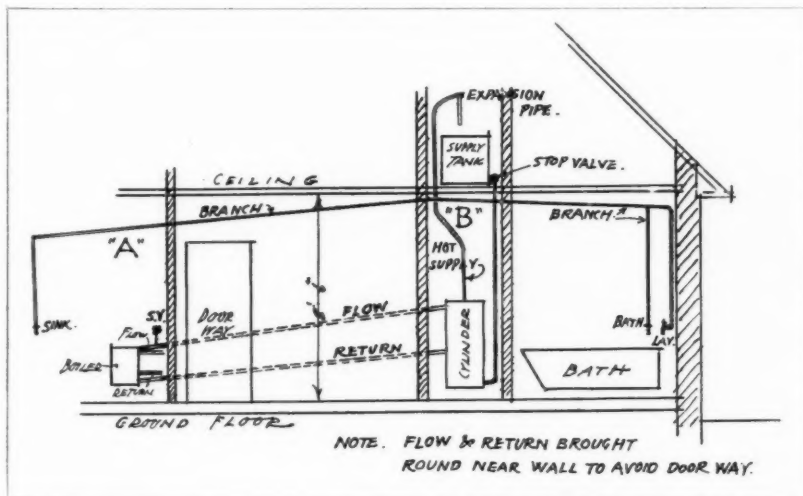 EXPANSION
PIPE.
SUPPLY
TANK
STOP VALVE.
CEILING
BRANCH
"A"
"B"
BRANCH
HOT
SUPPLY
SINK.
S.V.
DOOR
WAY.
FLOW
Flow
BOILER
RETURN
RETURN
CYLINDER
BATH
BATH.
LAV.
GROUND FLOOR
NOTE. FLOW & RETURN BROUGHT
ROUND NEAR WALL TO AVOID DOOR WAY.